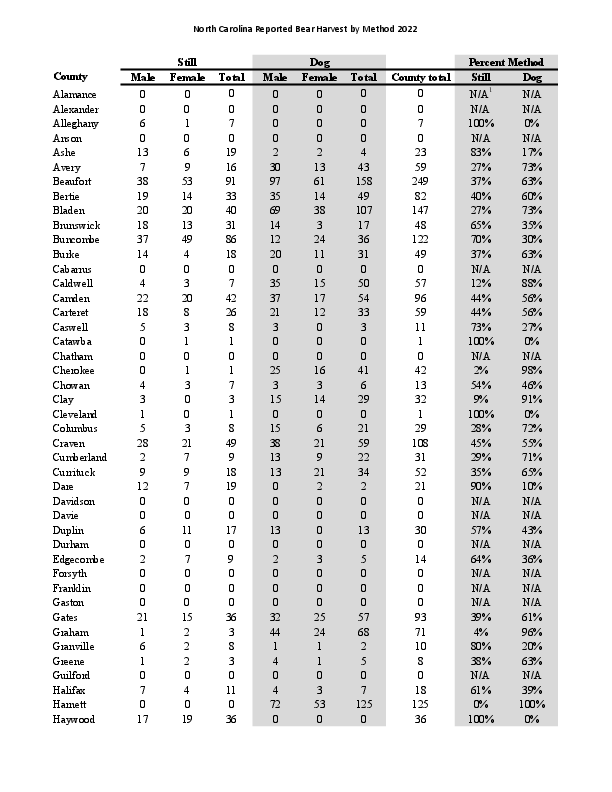 North Carolina Reported Bear Harvest by Method 2022
Still Dog Percent Method
County Male Female Total Male Female Total County total Still Dog
Alamance 0 0 0 0 0 0 0 N/A¹ N/A
Alexander 0 0 0 0 0 0 0 N/A N/A
Alleghany 6 1 7 0 0 0 7 100% 0%
Anson 0 0 0 0 0 0 0 N/A N/A
Ashe 13 6 19 2 2 4 23 83% 17%
Avery 7 9 16 30 13 43 59 27% 73%
Beaufort 38 53 91 97 61 158 249 37% 63%
Bertie 19 14 33 35 14 49 82 40% 60%
Bladen 20 20 40 69 38 107 147 27% 73%
Brunswick 18 13 31 14 3 17 48 65% 35%
Buncombe 37 49 86 12 24 36 122 70% 30%
Burke 14 4 18 20 11 31 49 37% 63%
Cabarrus 0 0 0 0 0 0 0 N/A N/A
Caldwell 4 3 7 35 15 50 57 12% 88%
Camden 22 20 42 37 17 54 96 44% 56%
Carteret 18 8 26 21 12 33 59 44% 56%
Caswell 5 3 8 3 0 3 11 73% 27%
Catawba 0 1 1 0 0 0 1 100% 0%
Chatham 0 0 0 0 0 0 0 N/A N/A
Cherokee 0 1 1 25 16 41 42 2% 98%
Chowan 4 3 7 3 3 6 13 54% 46%
Clay 3 0 3 15 14 29 32 9% 91%
Cleveland 1 0 1 0 0 0 1 100% 0%
Columbus 5 3 8 15 6 21 29 28% 72%
Craven 28 21 49 38 21 59 108 45% 55%
Cumberland 2 7 9 13 9 22 31 29% 71%
Currituck 9 9 18 13 21 34 52 35% 65%
Dare 12 7 19 0 2 2 21 90% 10%
Davidson 0 0 0 0 0 0 0 N/A N/A
Davie 0 0 0 0 0 0 0 N/A N/A
Duplin 6 11 17 13 0 13 30 57% 43%
Durham 0 0 0 0 0 0 0 N/A N/A
Edgecombe 2 7 9 2 3 5 14 64% 36%
Forsyth 0 0 0 0 0 0 0 N/A N/A
Franklin 0 0 0 0 0 0 0 N/A N/A
Gaston 0 0 0 0 0 0 0 N/A N/A
Gates 21 15 36 32 25 57 93 39% 61%
Graham 1 2 3 44 24 68 71 4% 96%
Granville 6 2 8 1 1 2 10 80% 20%
Greene 1 2 3 4 1 5 8 38% 63%
Guilford 0 0 0 0 0 0 0 N/A N/A
Halifax 7 4 11 4 3 7 18 61% 39%
Harnett 0 0 0 72 53 125 125 0% 100%
Haywood 17 19 36 0 0 0 36 100% 0%